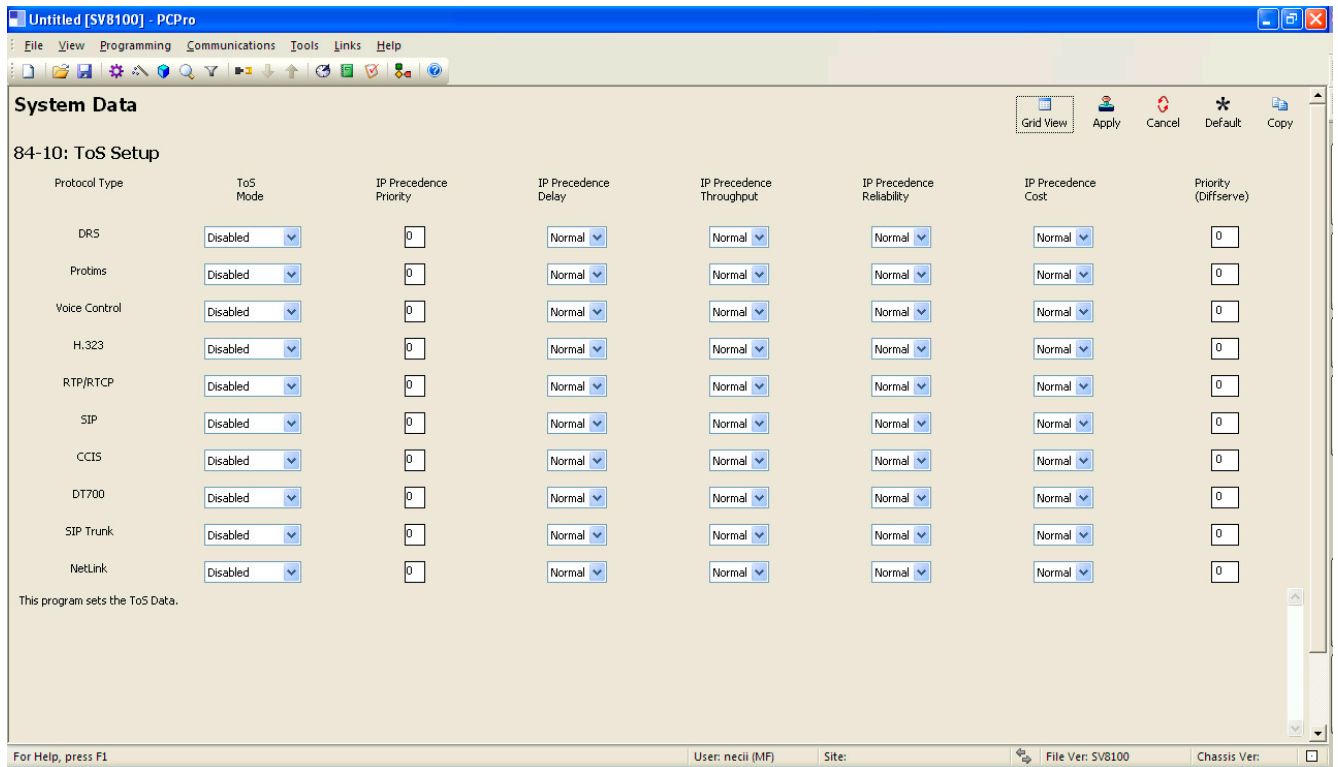 Untitled [SV8100] - PCPro
File View Programming Communications Tools Links Help
System Data
Grid View Apply Cancel Default Copy
84-10: ToS Setup
Protocol Type ToS Mode IP Precedence Priority IP Precedence Delay IP Precedence Throughput IP Precedence Reliability IP Precedence Cost Priority (Diffserve)
DRS Disabled 0 Normal Normal Normal Normal 0
Protims Disabled 0 Normal Normal Normal Normal 0
Voice Control Disabled 0 Normal Normal Normal Normal 0
H.323 Disabled 0 Normal Normal Normal Normal 0
RTP/RTCP Disabled 0 Normal Normal Normal Normal 0
SIP Disabled 0 Normal Normal Normal Normal 0
CCIS Disabled 0 Normal Normal Normal Normal 0
DT700 Disabled 0 Normal Normal Normal Normal 0
SIP Trunk Disabled 0 Normal Normal Normal Normal 0
NetLink Disabled 0 Normal Normal Normal Normal 0
This program sets the ToS Data.
For Help, press F1 User: necii (MF) Site: File Ver: SV8100 Chassis Ver: